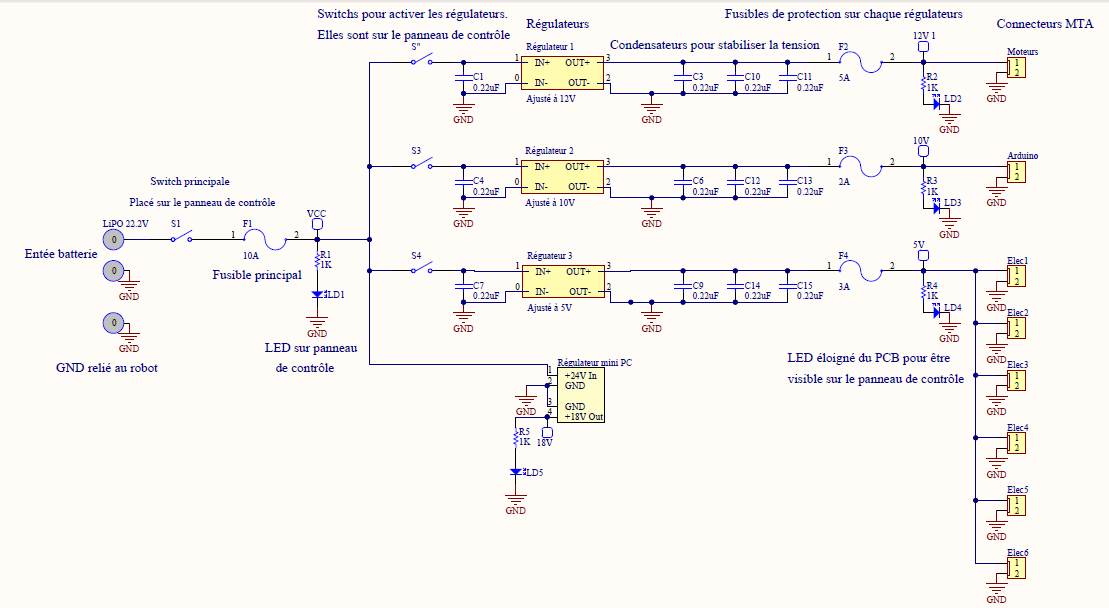 Switchs pour activer les régulateurs.
Elles sont sur le panneau de contrôle
Régulateurs
Fusibles de protection sur chaque régulateurs
Connecteurs MTA
Condensateurs pour stabiliser la tension
S"
Régulateur 1
1
IN+ OUT+
3
0
IN- OUT-
2
Ajusté à 12V
C1
0.22uF
GND
C3
0.22uF
C10
0.22uF
C11
0.22uF
GND
F2
1
2
5A
12V 1
R2
1K
LD2
GND
Moteurs
1
2
GND
S3
Régulateur 2
1
IN+ OUT+
3
0
IN- OUT-
2
Ajusté à 10V
C4
0.22uF
GND
C6
0.22uF
C12
0.22uF
C13
0.22uF
GND
F3
1
2
2A
10V
R3
1K
LD3
GND
Arduino
1
2
GND
Switch principale
Placé sur le panneau de contrôle
LiPO 22.2V
0
S1
F1
1
2
10A
VCC
Entée batterie
0
GND
Fusible principal
R1
1K
LD1
GND
0
GND
GND relié au robot
LED sur panneau
de contrôle
S4
Réguateur 3
1
IN+ OUT+
3
0
IN- OUT-
2
Ajusté à 5V
C7
0.22uF
GND
C9
0.22uF
C14
0.22uF
C15
0.22uF
GND
F4
1
2
3A
5V
R4
1K
LD4
GND
LED éloigné du PCB pour être
visible sur le panneau de contrôle
Elec1
1
2
GND
Elec2
1
2
GND
Elec3
1
2
GND
Elec4
1
2
GND
Elec5
1
2
GND
Elec6
1
2
GND
Régulateur mini PC
1
+24V In
2
GND
3
GND
4
+18V Out
GND
R5
1K
18V
LD5
GND